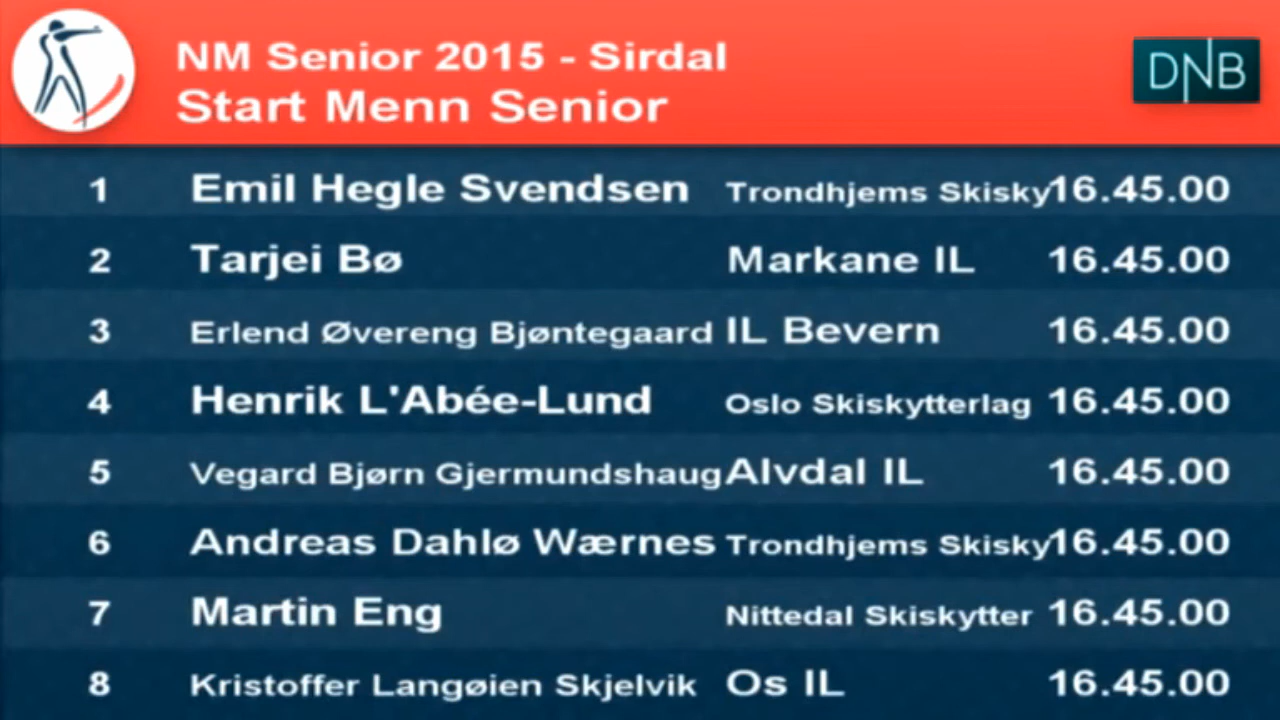 NM Senior 2015 - Sirdal
Start Menn Senior
DNB
1 Emil Hegle Svendsen Trondhjems Skisky 16.45.00
2 Tarjei Bø Markane IL 16.45.00
3 Erlend Øvereng Bjøntegaard IL Bevern 16.45.00
4 Henrik L'Abée-Lund Oslo Skiskytterlag 16.45.00
5 Vegard Bjørn Gjermundshaug Alvdal IL 16.45.00
6 Andreas Dahlø Wærnes Trondhjems Skisky 16.45.00
7 Martin Eng Nittedal Skiskytter 16.45.00
8 Kristoffer Langøien Skjelvik Os IL 16.45.00